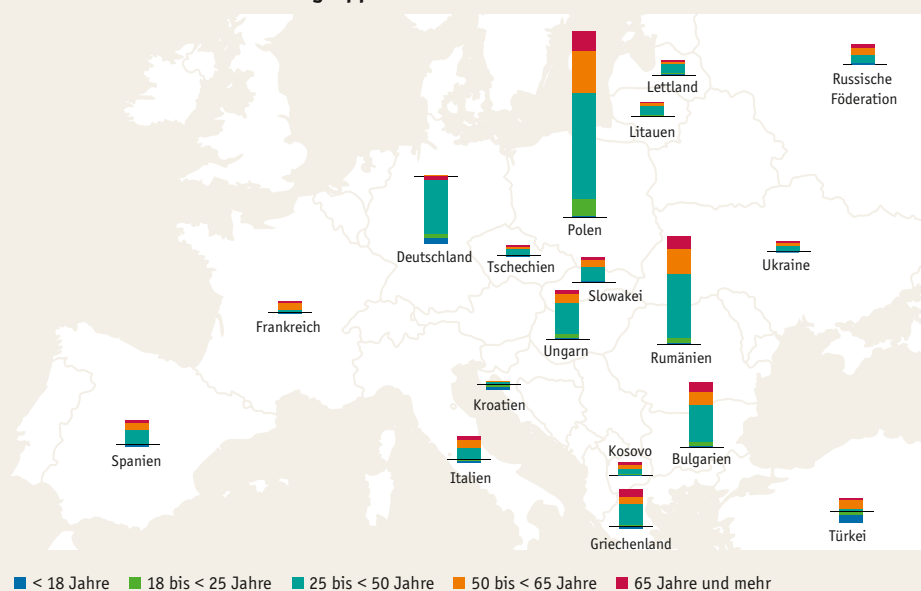 Lettland
Russische
Föderation
Litauen
Polen
Deutschland
Tschechien
Ukraine
Slowakei
Frankreich
Ungarn
Rumänien
Kroatien
Kosovo
Bulgarien
Spanien
Italien
Griechenland
Türkei
< 18 Jahre 18 bis < 25 Jahre 25 bis < 50 Jahre 50 bis < 65 Jahre 65 Jahre und mehr